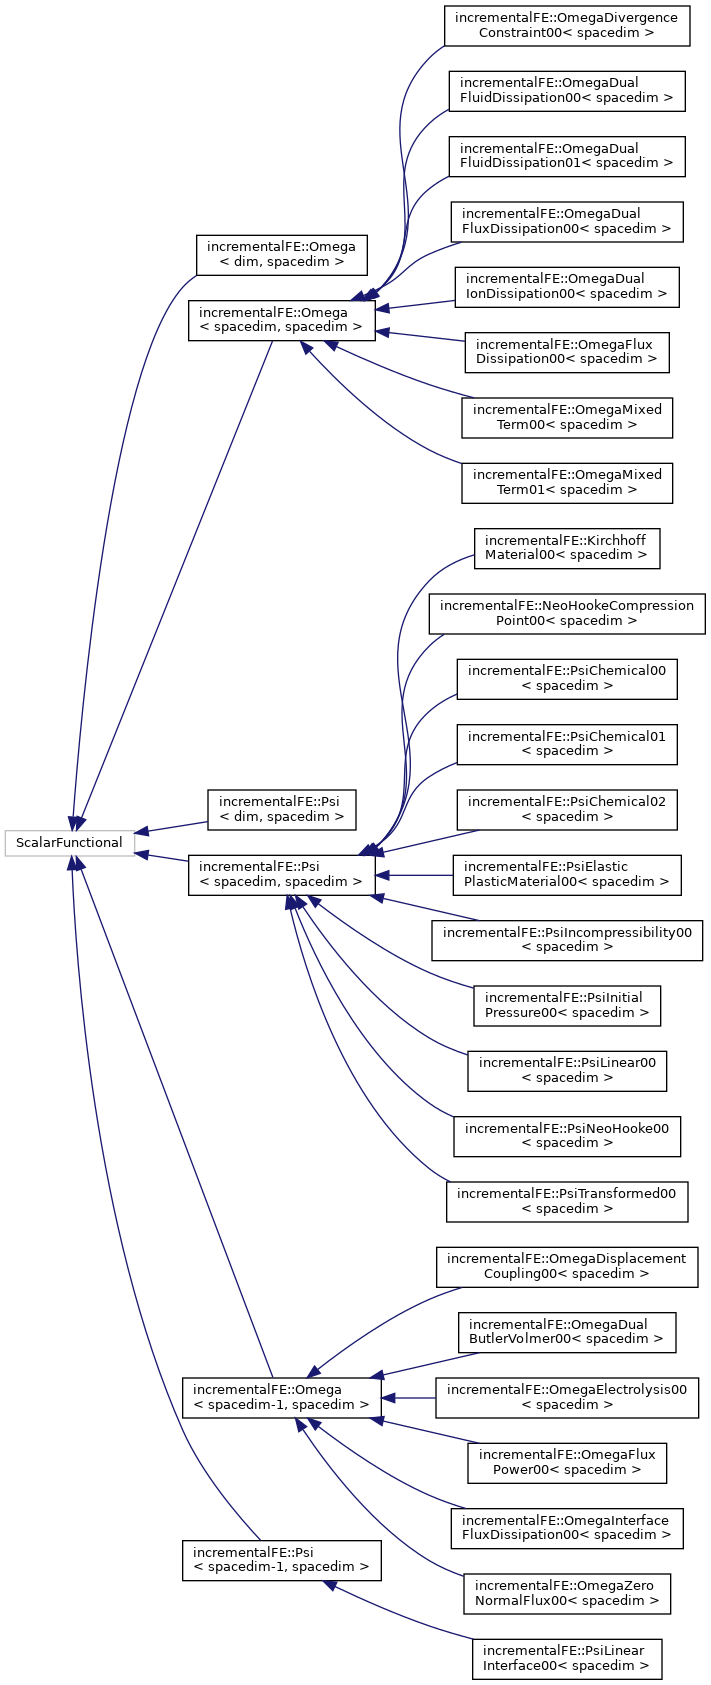 incrementalFE::OmegaDivergence
Constraint00< spacedim >
incrementalFE::OmegaDual
FluidDissipation00< spacedim >
incrementalFE::OmegaDual
FluidDissipation01< spacedim >
incrementalFE::OmegaDual
FluxDissipation00< spacedim >
incrementalFE::Omega
< dim, spacedim >
incrementalFE::OmegaDual
IonDissipation00< spacedim >
incrementalFE::Omega
< spacedim, spacedim >
incrementalFE::OmegaFlux
Dissipation00< spacedim >
incrementalFE::OmegaMixed
Term00< spacedim >
incrementalFE::OmegaMixed
Term01< spacedim >
incrementalFE::Kirchhoff
Material00< spacedim >
incrementalFE::NeoHookeCompression
Point00< spacedim >
incrementalFE::PsiChemical00
< spacedim >
incrementalFE::PsiChemical01
< spacedim >
incrementalFE::Psi
< dim, spacedim >
incrementalFE::PsiChemical02
< spacedim >
ScalarFunctional
incrementalFE::Psi
< spacedim, spacedim >
incrementalFE::PsiElastic
PlasticMaterial00< spacedim >
incrementalFE::PsiIncompressibility00
< spacedim >
incrementalFE::PsiInitial
Pressure00< spacedim >
incrementalFE::PsiLinear00
< spacedim >
incrementalFE::PsiNeoHooke00
< spacedim >
incrementalFE::PsiTransformed00
< spacedim >
incrementalFE::OmegaDisplacement
Coupling00< spacedim >
incrementalFE::OmegaDual
ButlerVolmer00< spacedim >
incrementalFE::Omega
< spacedim-1, spacedim >
incrementalFE::OmegaElectrolysis00
< spacedim >
incrementalFE::OmegaFlux
Power00< spacedim >
incrementalFE::OmegaInterface
FluxDissipation00< spacedim >
incrementalFE::Psi
< spacedim-1, spacedim >
incrementalFE::OmegaZero
NormalFlux00< spacedim >
incrementalFE::PsiLinear
Interface00< spacedim >